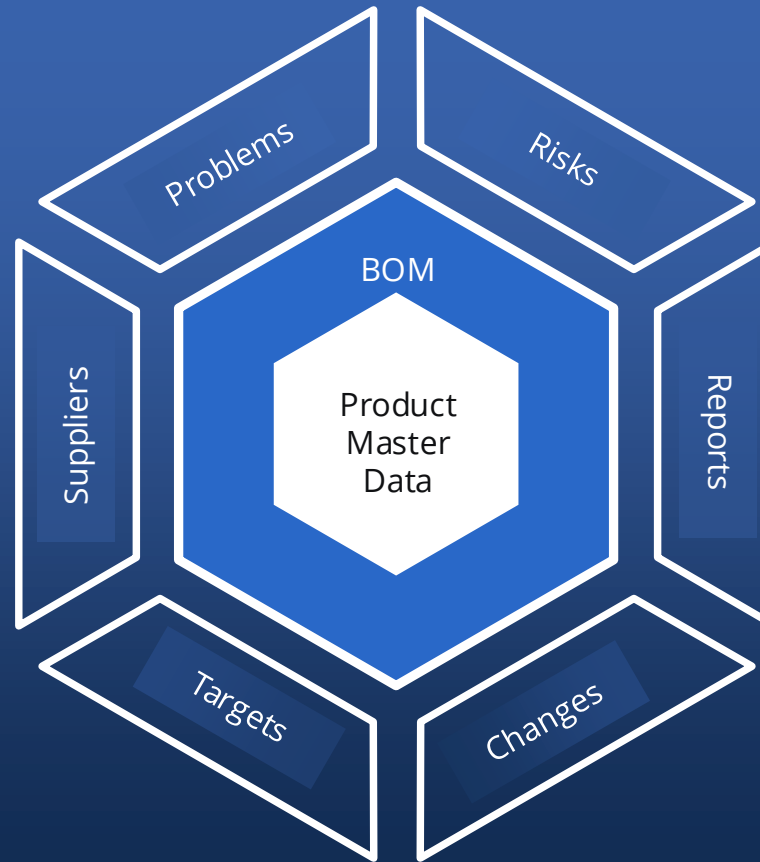 Problems
Risks
BOM
Product
Master
Data
Suppliers
Reports
Targets
Changes